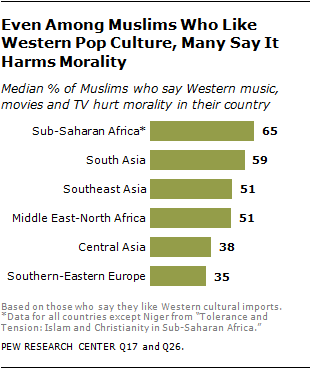 Even Among Muslims Who Like
Western Pop Culture, Many Say It
Harms Morality
Median % of Muslims who say Western music,
movies and TV hurt morality in their country
Sub-Saharan Africa* 65
South Asia 59
Southeast Asia 51
Middle East-North Africa 51
Central Asia 38
Southern-Eastern Europe 35
Based on those who say they like Western cultural imports.
*Data for all countries except Niger from "Tolerance and
Tension: Islam and Christianity in Sub-Saharan Africa."
PEW RESEARCH CENTER Q17 and Q26.